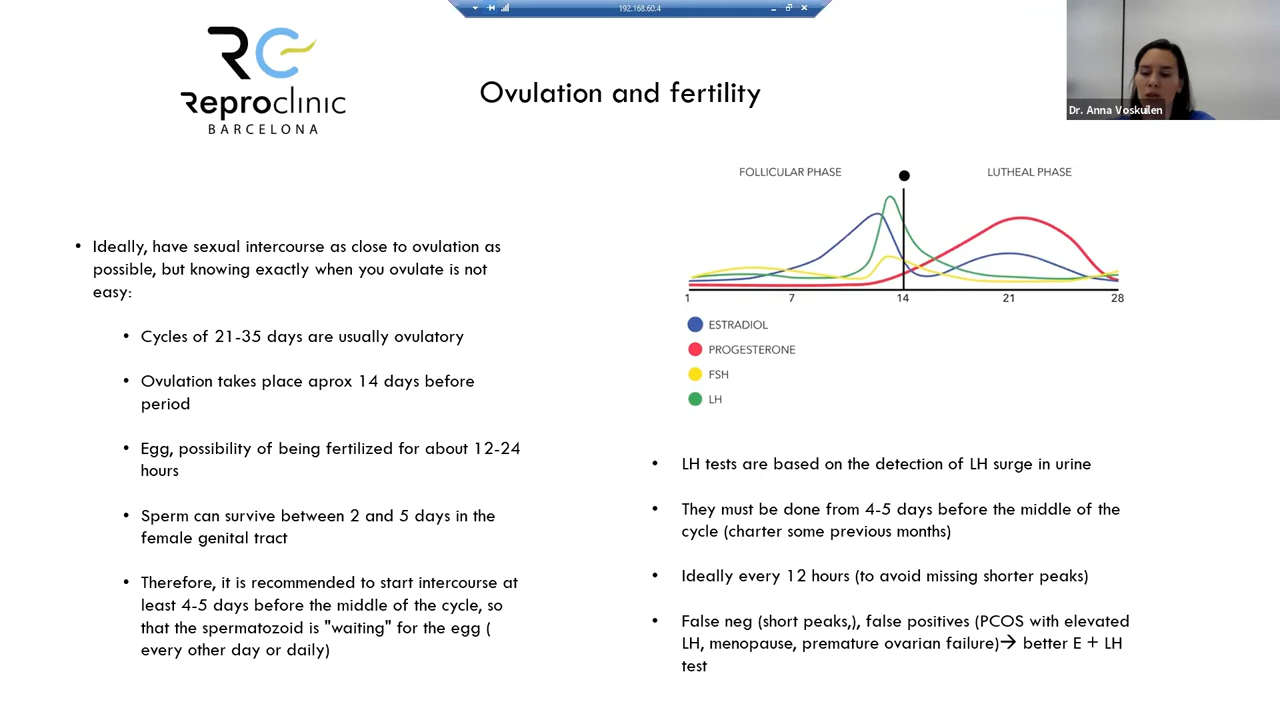 192.168.60.4
Reproclinic
BARCELONA
Ovulation and fertility
Dr. Anna Voskuilen
• Ideally, have sexual intercourse as close to ovulation as
possible, but knowing exactly when you ovulate is not
easy:
• Cycles of 21-35 days are usually ovulatory
• Ovulation takes place aprox 14 days before
period
• Egg, possibility of being fertilized for about 12-24
hours
• Sperm can survive between 2 and 5 days in the
female genital tract
• Therefore, it is recommended to start intercourse at
least 4-5 days before the middle of the cycle, so
that the spermatozoid is "waiting" for the egg (
every other day or daily)
FOLLICULAR PHASE
LUTHEAL PHASE
1 7 14 21 28
ESTRADIOL
PROGESTERONE
FSH
LH
• LH tests are based on the detection of LH surge in urine
• They must be done from 4-5 days before the middle of the
cycle (charter some previous months)
• Ideally every 12 hours (to avoid missing shorter peaks)
• False neg (short peaks,), false positives (PCOS with elevated
LH, menopause, premature ovarian failure)→ better E + LH
test